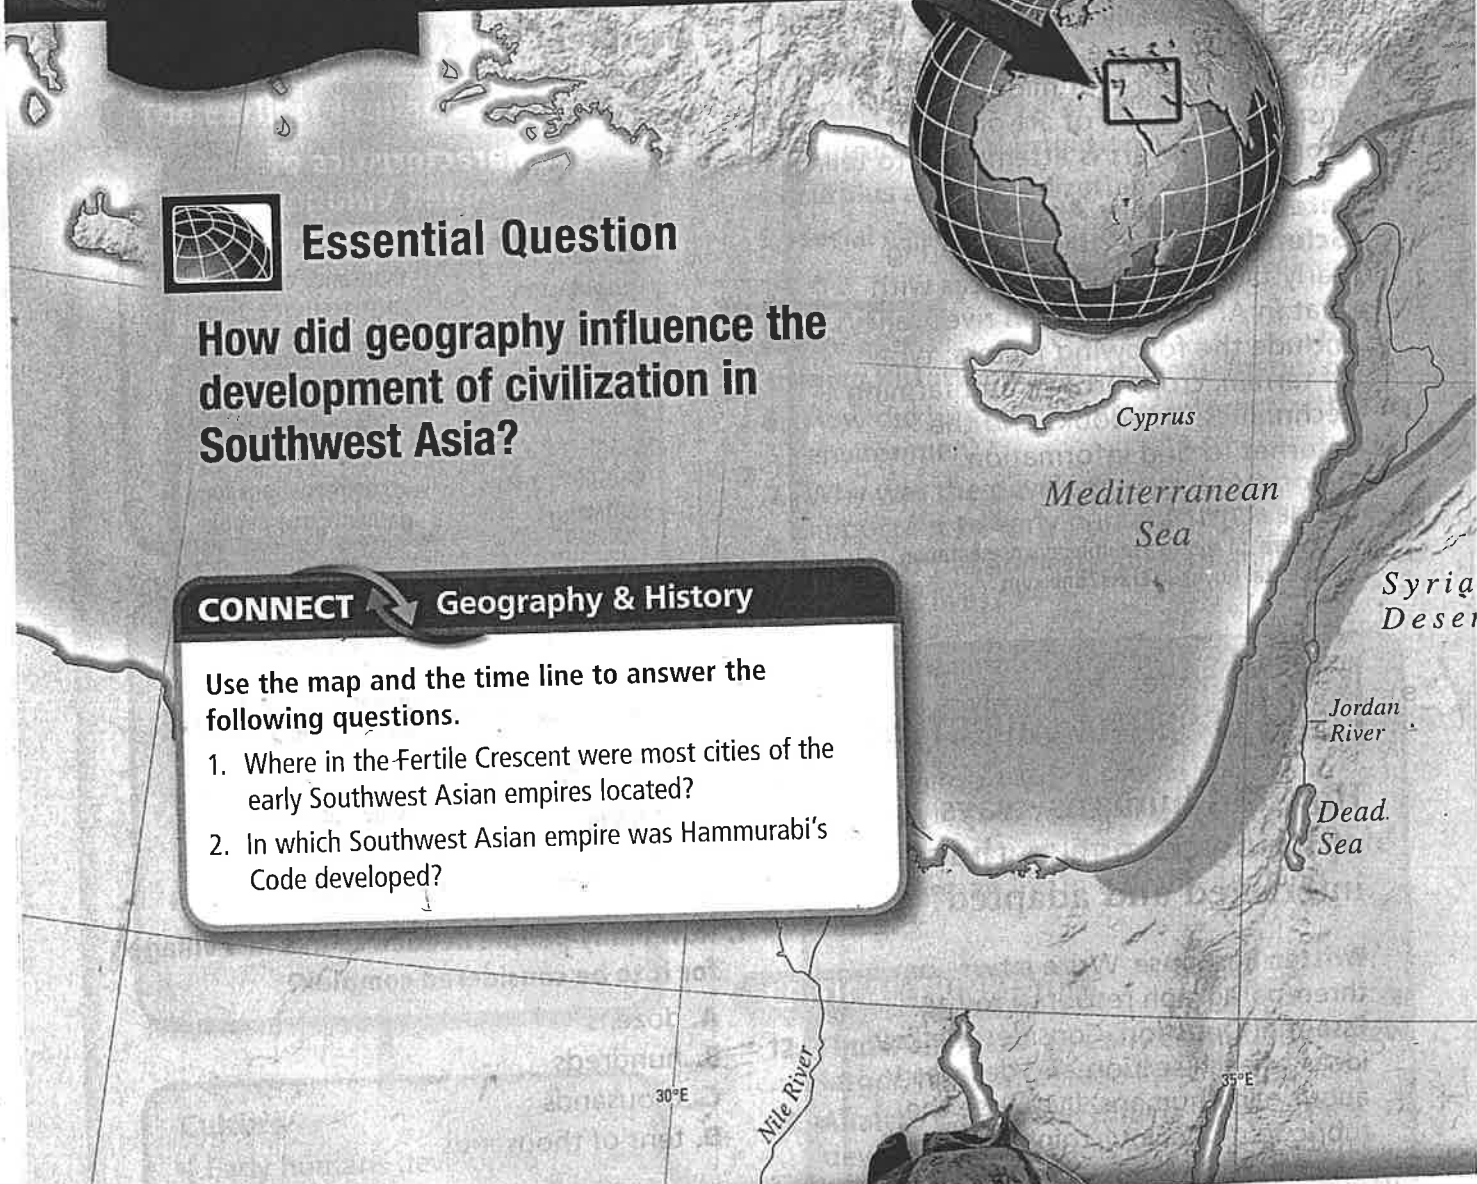 Essential Question
How did geography influence the
development of civilization in
Southwest Asia?
Cyprus
Mediterranean
Sea
CONNECT Geography & History
Use the map and the time line to answer the
following questions.
1. Where in the Fertile Crescent were most cities of the
early Southwest Asian empires located?
2. In which Southwest Asian empire was Hammurabi's
Code developed?
Jordan
River
Dead
Sea
30°E
Nile River
35°E